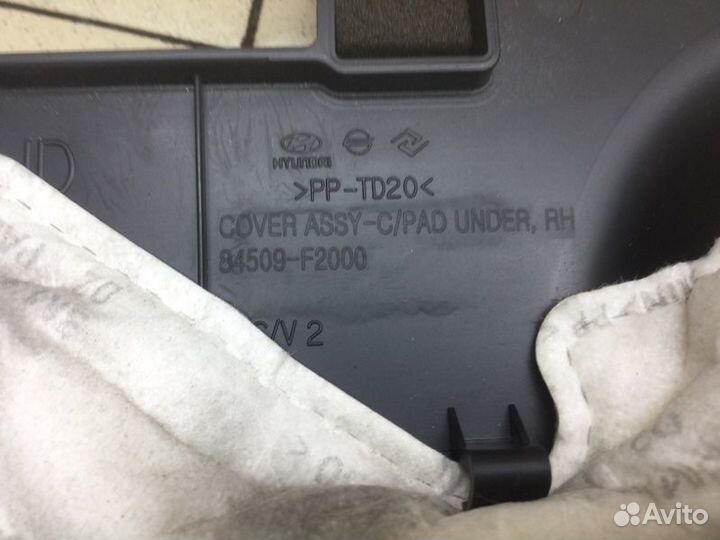 HYUNDAI
>PP-TD20<
COVER ASSY-C/PAD UNDER, RH
84509-F2000
C/V 2
Avito